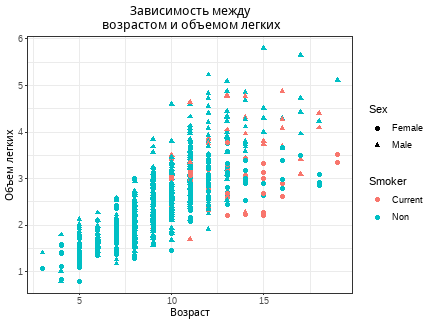 Зависимость между
возрастом и объемом легких
Объем легких
6
5
4
3
2
1
5
10
15
Возраст
Sex
Female
Male
Smoker
Current
Non